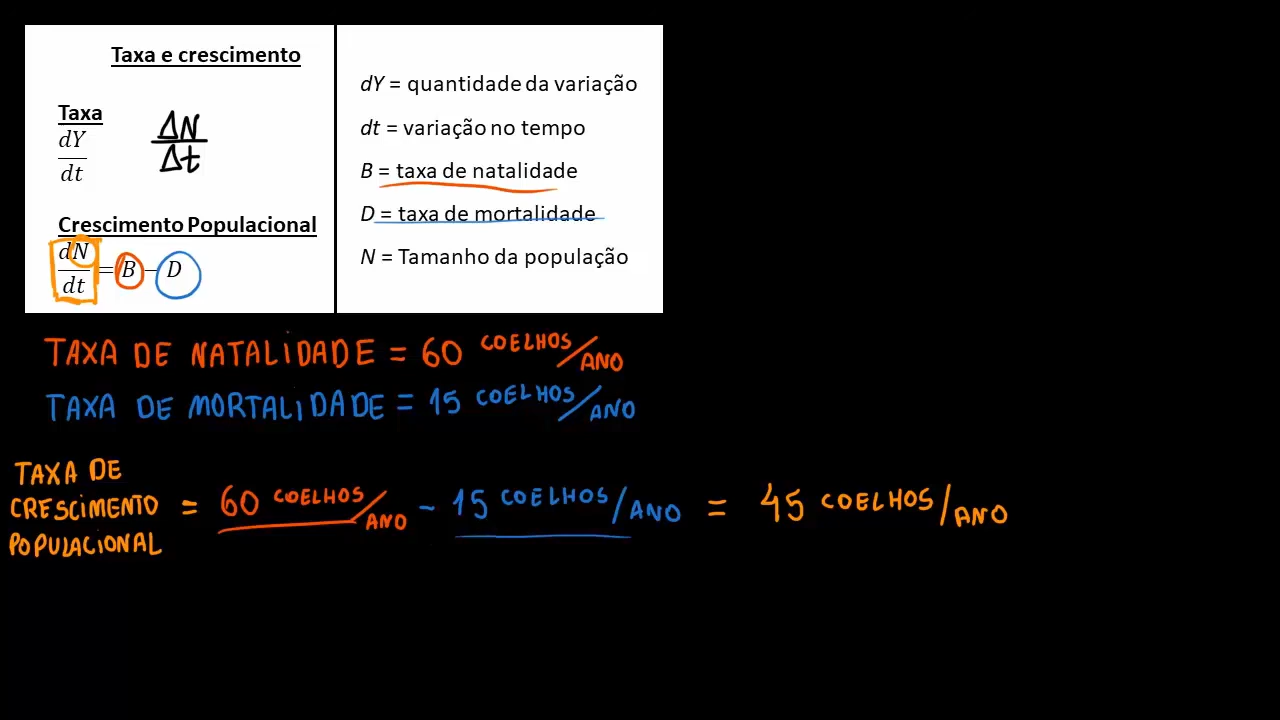 Taxa e crescimento
Taxa
dY
dt
ΔN
Δt
Crescimento Populacional
dN/dt = B − D
dY = quantidade da variação
dt = variação no tempo
B = taxa de natalidade
D = taxa de mortalidade
N = Tamanho da população
TAXA DE NATALIDADE = 60 COELHOS/ANO
TAXA DE MORTALIDADE = 15 COELHOS/ANO
TAXA DE
CRESCIMENTO = 60 COELHOS/ANO - 15 COELHOS/ANO = 45 COELHOS/ANO
POPULACIONAL